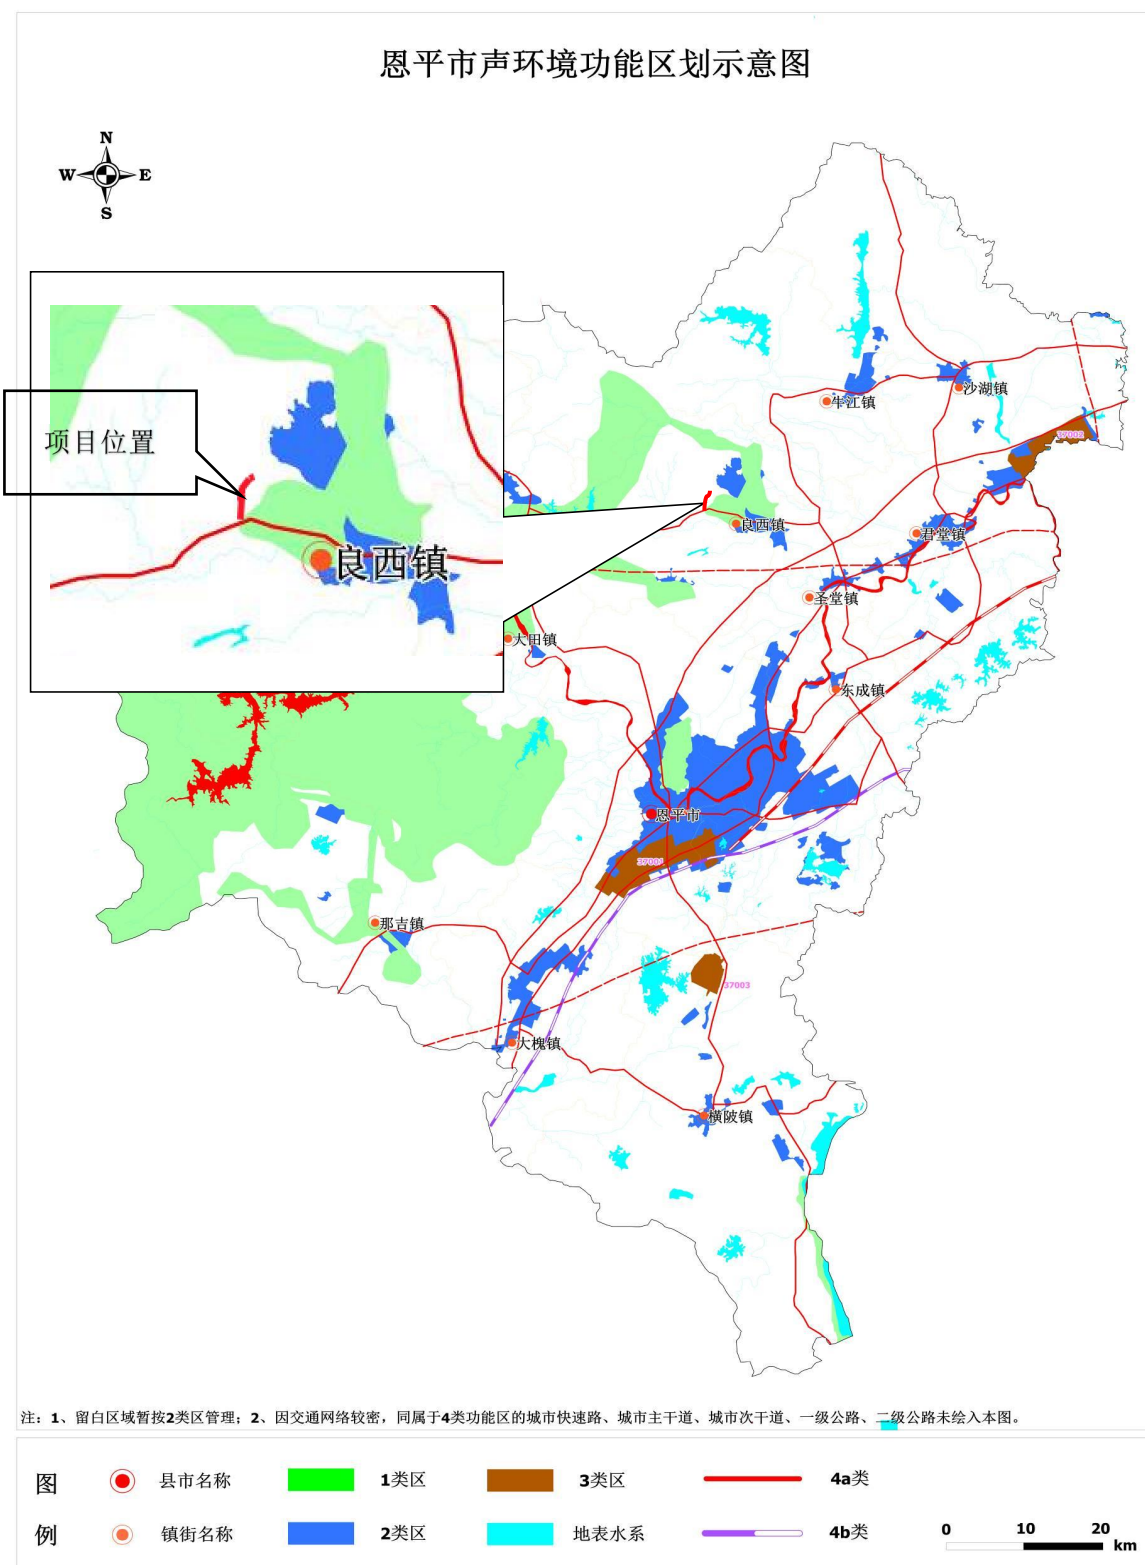 恩平市声环境功能区划示意图
N
W
E
S
项目位置
良西镇
牛江镇
沙湖镇
37002
良西镇
君堂镇
圣堂镇
大田镇
东成镇
恩平市
37001
那吉镇
37003
大槐镇
横陂镇
注：1、留白区域暂按2类区管理；2、因交通网络较密，同属于4类功能区的城市快速路、城市主干道、城市次干道、一级公路、二级公路未绘入本图。
图例
县市名称
1类区
3类区
4a类
镇街名称
2类区
地表水系
4b类
0 10 20 km